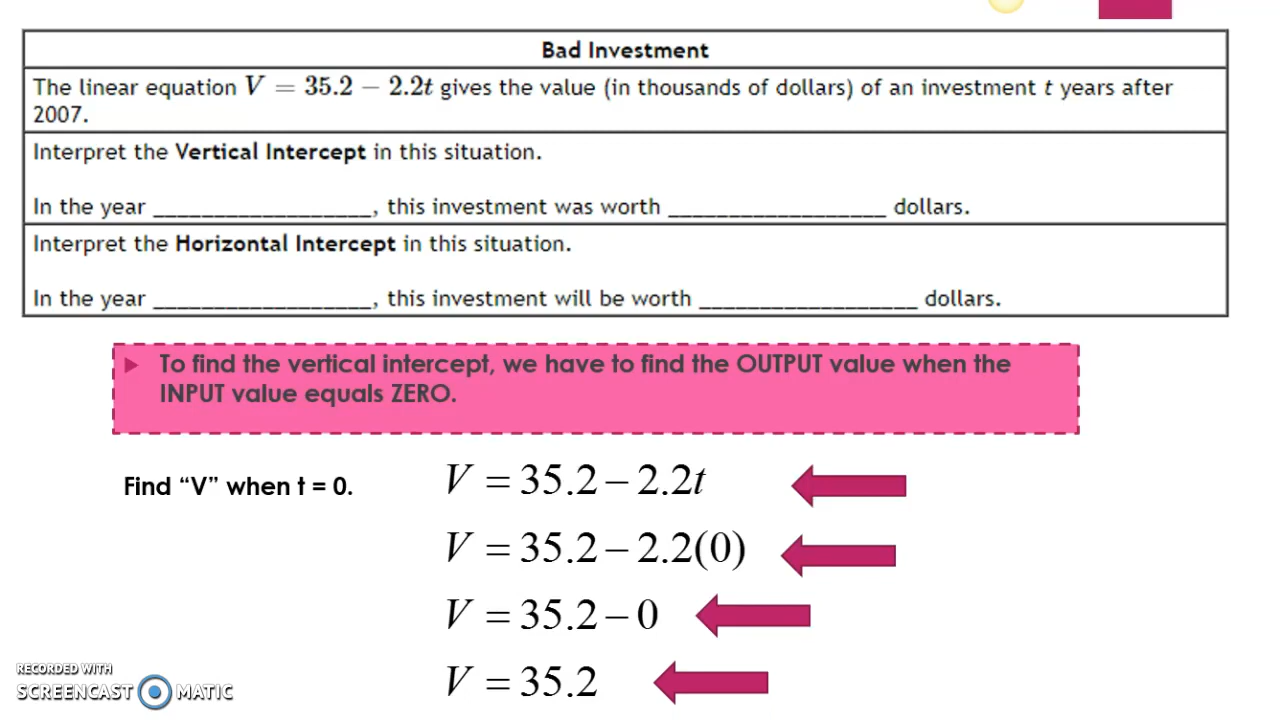 Bad Investment
The linear equation V = 35.2 − 2.2t gives the value (in thousands of dollars) of an investment t years after
2007.
Interpret the Vertical Intercept in this situation.
In the year __________________, this investment was worth __________________ dollars.
Interpret the Horizontal Intercept in this situation.
In the year __________________, this investment will be worth __________________ dollars.
To find the vertical intercept, we have to find the OUTPUT value when the
INPUT value equals ZERO.
Find “V” when t = 0.
V = 35.2 − 2.2t
V = 35.2 − 2.2(0)
V = 35.2 − 0
V = 35.2
RECORDED WITH
SCREENCAST MATIC